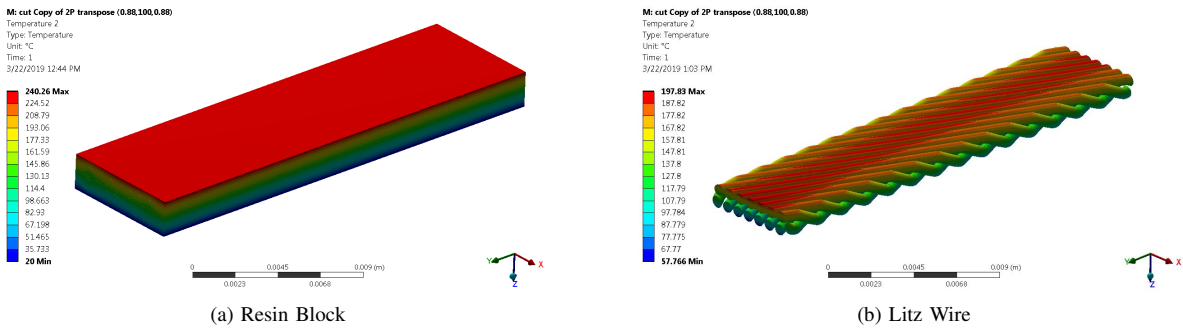 M: cut Copy of 2P transpose (0.88,100,0.88)
Temperature 2
Type: Temperature
Unit: °C
Time: 1
3/22/2019 12:44 PM
240.26 Max
224.52
208.79
193.06
177.33
161.59
145.86
130.13
114.4
98.663
82.93
67.198
51.465
35.733
20 Min
0
0.0045
0.009 (m)
0.0023
0.0068
Y
X
Z
(a) Resin Block
M: cut Copy of 2P transpose (0.88,100,0.88)
Temperature 2
Type: Temperature
Unit: °C
Time: 1
3/22/2019 1:03 PM
197.83 Max
187.82
177.82
167.82
157.81
147.81
137.8
127.8
117.79
107.79
97.784
87.779
77.775
67.77
57.766 Min
0
0.0045
0.009 (m)
0.0023
0.0068
Y
X
Z
(b) Litz Wire